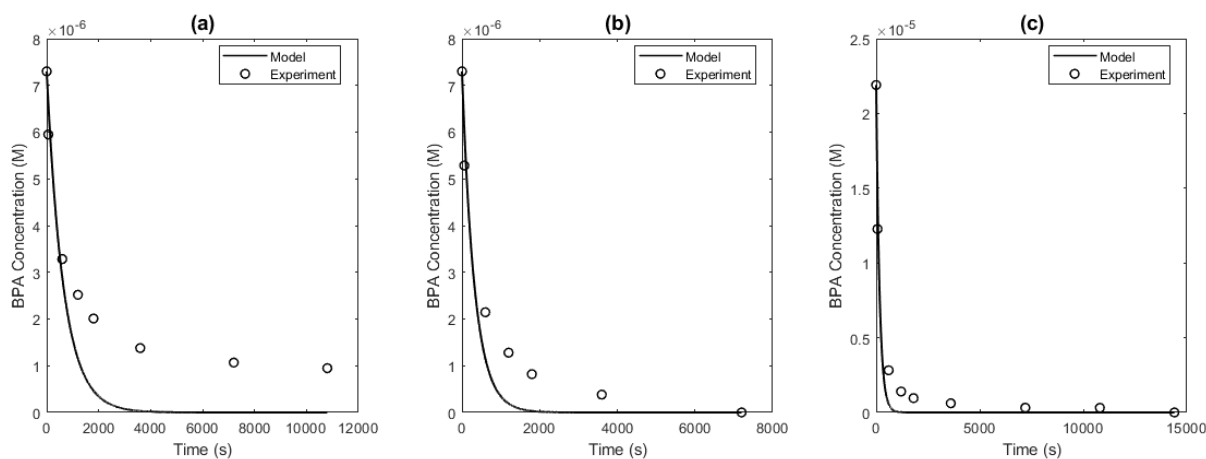 (a)
×10⁻⁶
8
7
6
5
4
3
2
1
0
0 2000 4000 6000 8000 10000 12000
BPA Concentration (M)
Time (s)
Model
Experiment
(b)
×10⁻⁶
8
7
6
5
4
3
2
1
0
0 2000 4000 6000 8000
BPA Concentration (M)
Time (s)
Model
Experiment
(c)
×10⁻⁵
2.5
2
1.5
1
0.5
0
0 5000 10000 15000
BPA Concentration (M)
Time (s)
Model
Experiment